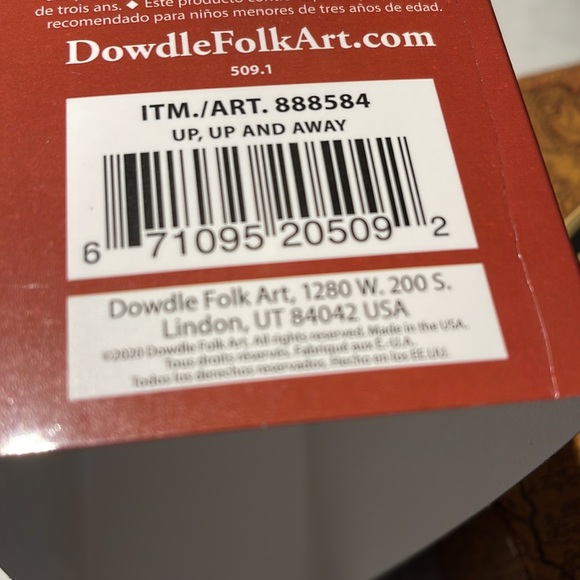 de trois ans. ◆ Este producto
recomendado para niños menores de tres años de edad.
DowdleFolkArt.com
509.1
ITM./ART. 888584
UP, UP AND AWAY
6 71095 20509 2
Dowdle Folk Art, 1280 W. 200 S.
Lindon, UT 84042 USA
©2020 Dowdle Folk Art. All rights reserved. Made in the USA.
Tous droits réservés. Fabriqué aux É.-U.A.
Todos los derechos reservados. Hecho en los EE.UU.